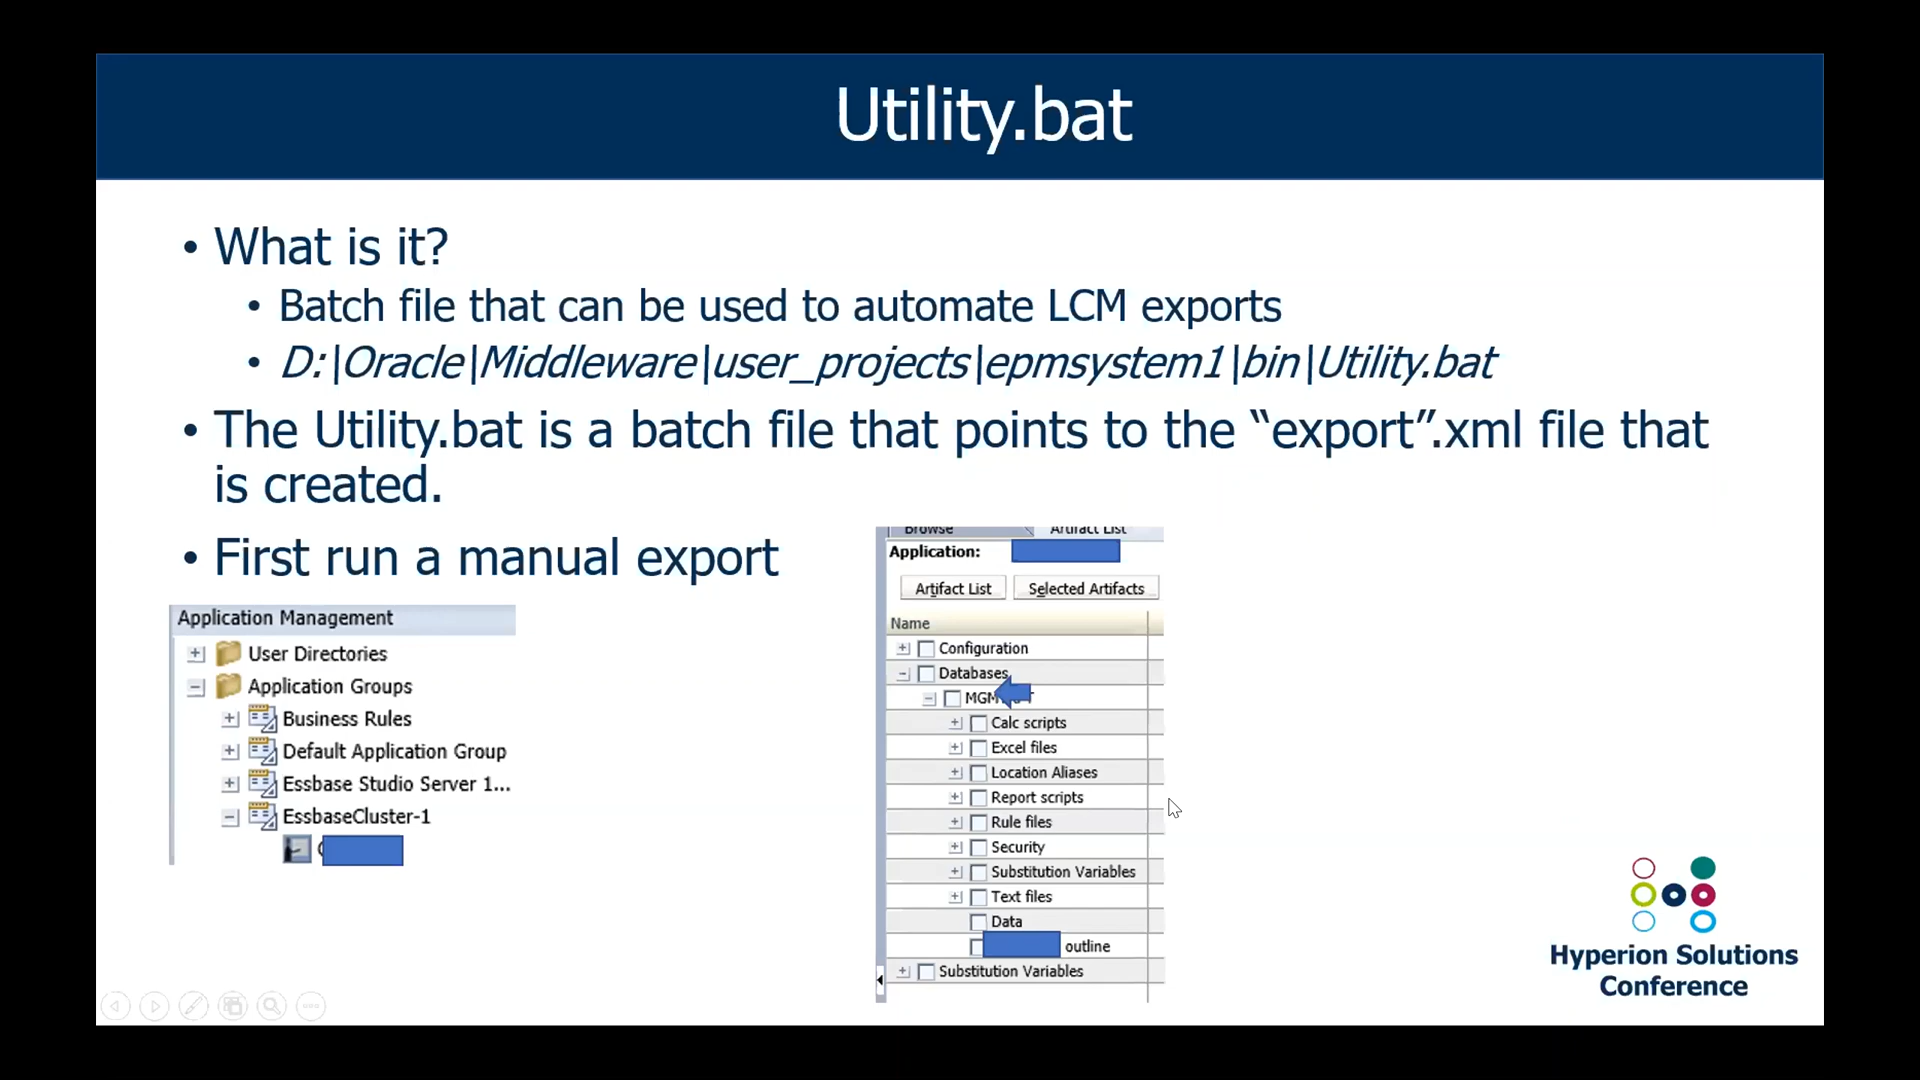 Utility.bat
• What is it?
• Batch file that can be used to automate LCM exports
• D:\Oracle\Middleware\user_projects\epmsystem1\bin\Utility.bat
• The Utility.bat is a batch file that points to the “export”.xml file that
is created.
• First run a manual export
Application Management
User Directories
Application Groups
Business Rules
Default Application Group
Essbase Studio Server 1...
EssbaseCluster-1
Browse
Artifact List
Application:
Artifact List
Selected Artifacts
Name
Configuration
Databases
Calc scripts
Excel files
Location Aliases
Report scripts
Rule files
Security
Substitution Variables
Text files
Data
outline
Substitution Variables
Hyperion Solutions
Conference